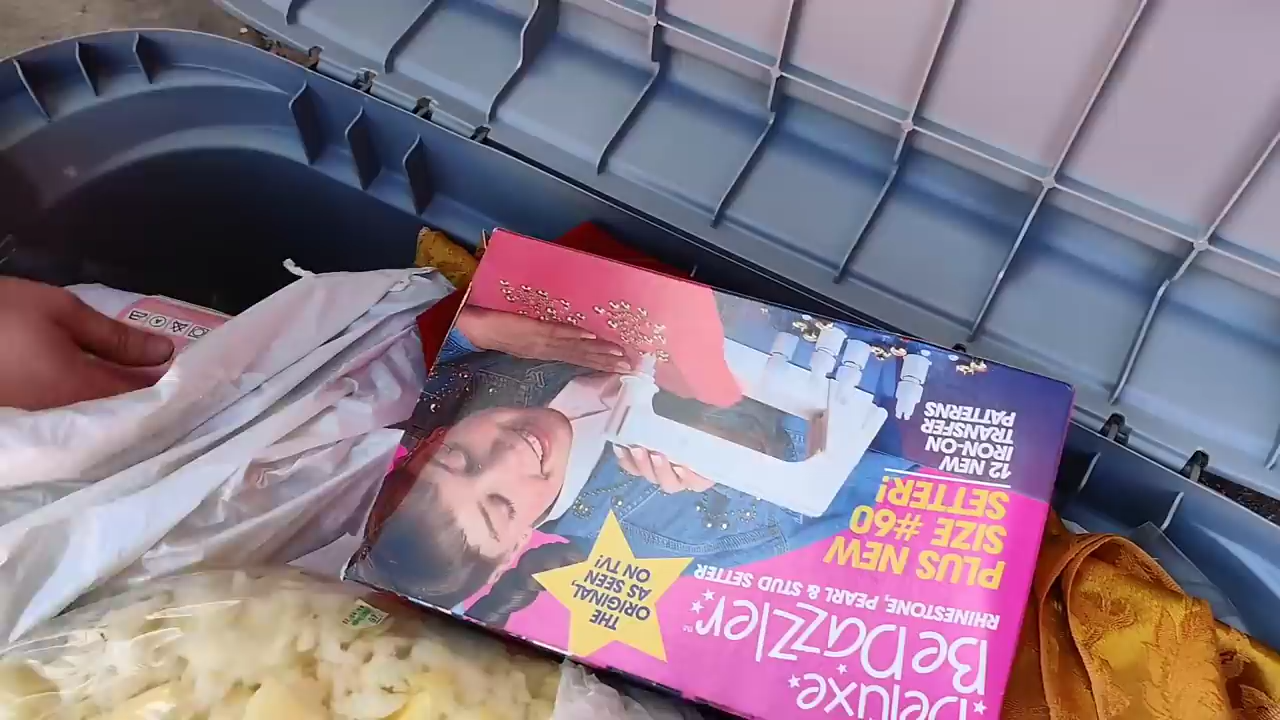 Deluxe
BeDazzler™
RHINESTONE, PEARL & STUD SETTER
PLUS NEW
SIZE #60
SETTER!
12 NEW
IRON-ON
TRANSFER
PATTERNS
THE
ORIGINAL,
AS SEEN
ON TV!